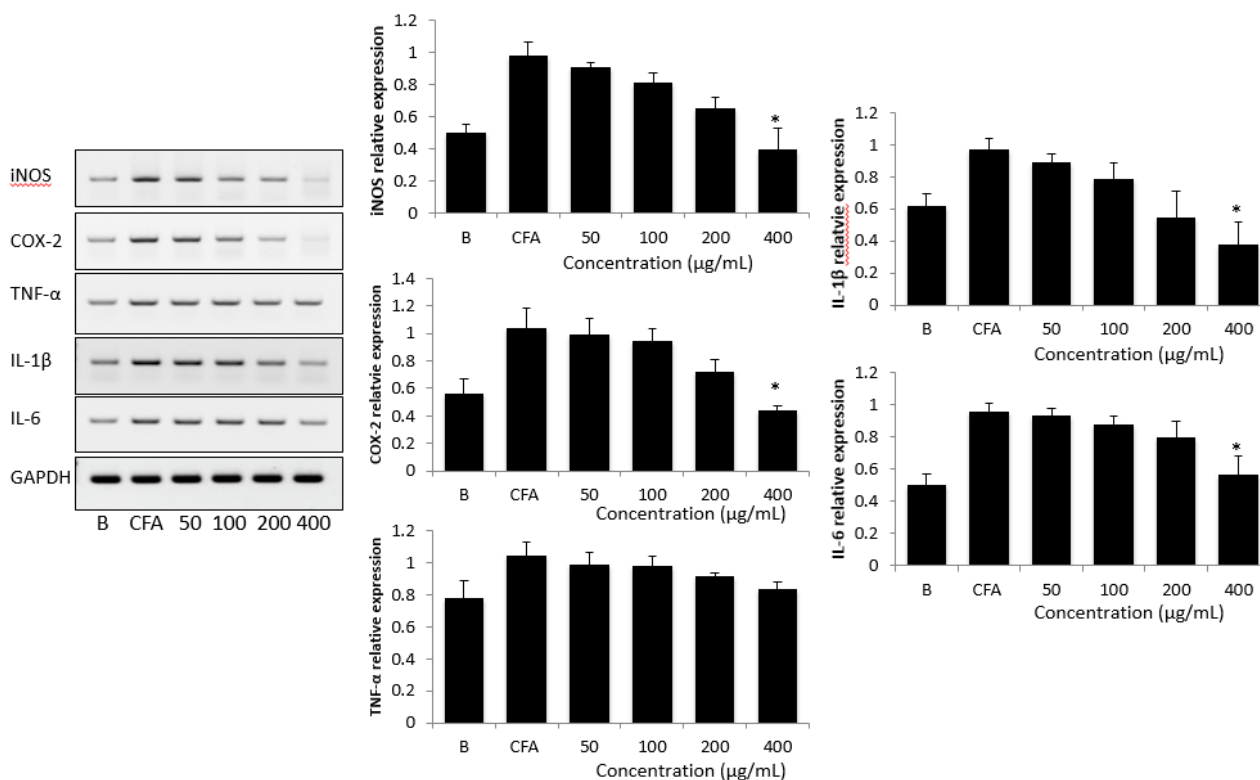 iNOS
COX-2
TNF-α
IL-1β
IL-6
GAPDH
B CFA 50 100 200 400
iNOS relative expression
1.2
1
0.8
0.6
0.4
0.2
0
*
B CFA 50 100 200 400
Concentration (μg/mL)
COX-2 relatvie expression
1.4
1.2
1
0.8
0.6
0.4
0.2
0
*
B CFA 50 100 200 400
Concentration (μg/mL)
TNF-α relative expression
1.2
1
0.8
0.6
0.4
0.2
0
B CFA 50 100 200 400
Concentration (μg/mL)
IL-1β relatvie expression
1.2
1
0.8
0.6
0.4
0.2
0
*
B CFA 50 100 200 400
Concentration (μg/mL)
IL-6 relative expression
1.2
1
0.8
0.6
0.4
0.2
0
*
B CFA 50 100 200 400
Concentration (μg/mL)